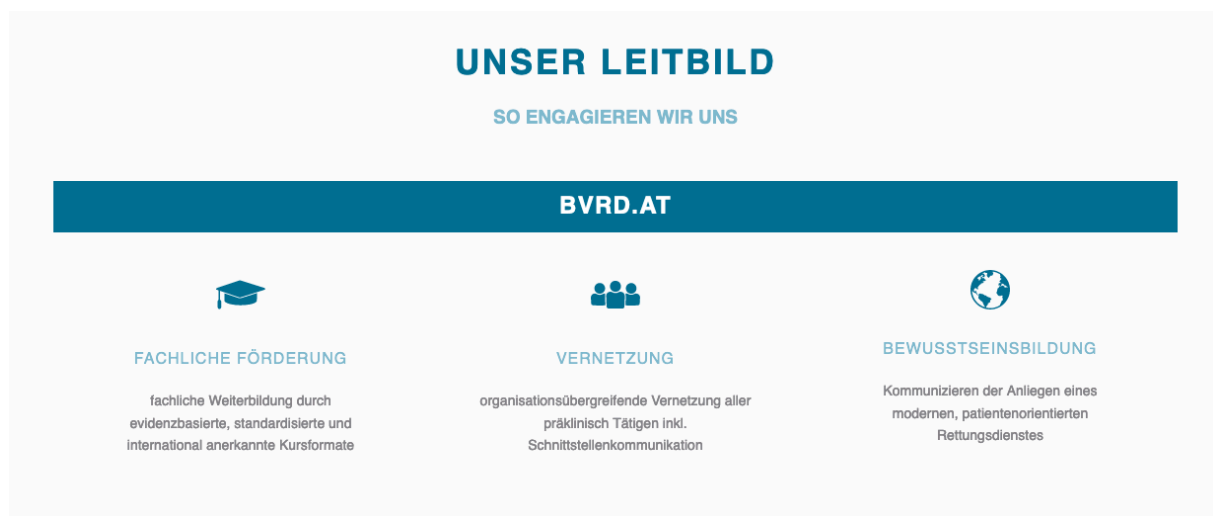 UNSER LEITBILD
SO ENGAGIEREN WIR UNS
BVRD.AT
FACHLICHE FÖRDERUNG
fachliche Weiterbildung durch
evidenzbasierte, standardisierte und
international anerkannte Kursformate
VERNETZUNG
organisationsübergreifende Vernetzung aller
präklinisch Tätigen inkl.
Schnittstellenkommunikation
BEWUSSTSEINSBILDUNG
Kommunizieren der Anliegen eines
modernen, patientenorientierten
Rettungsdienstes